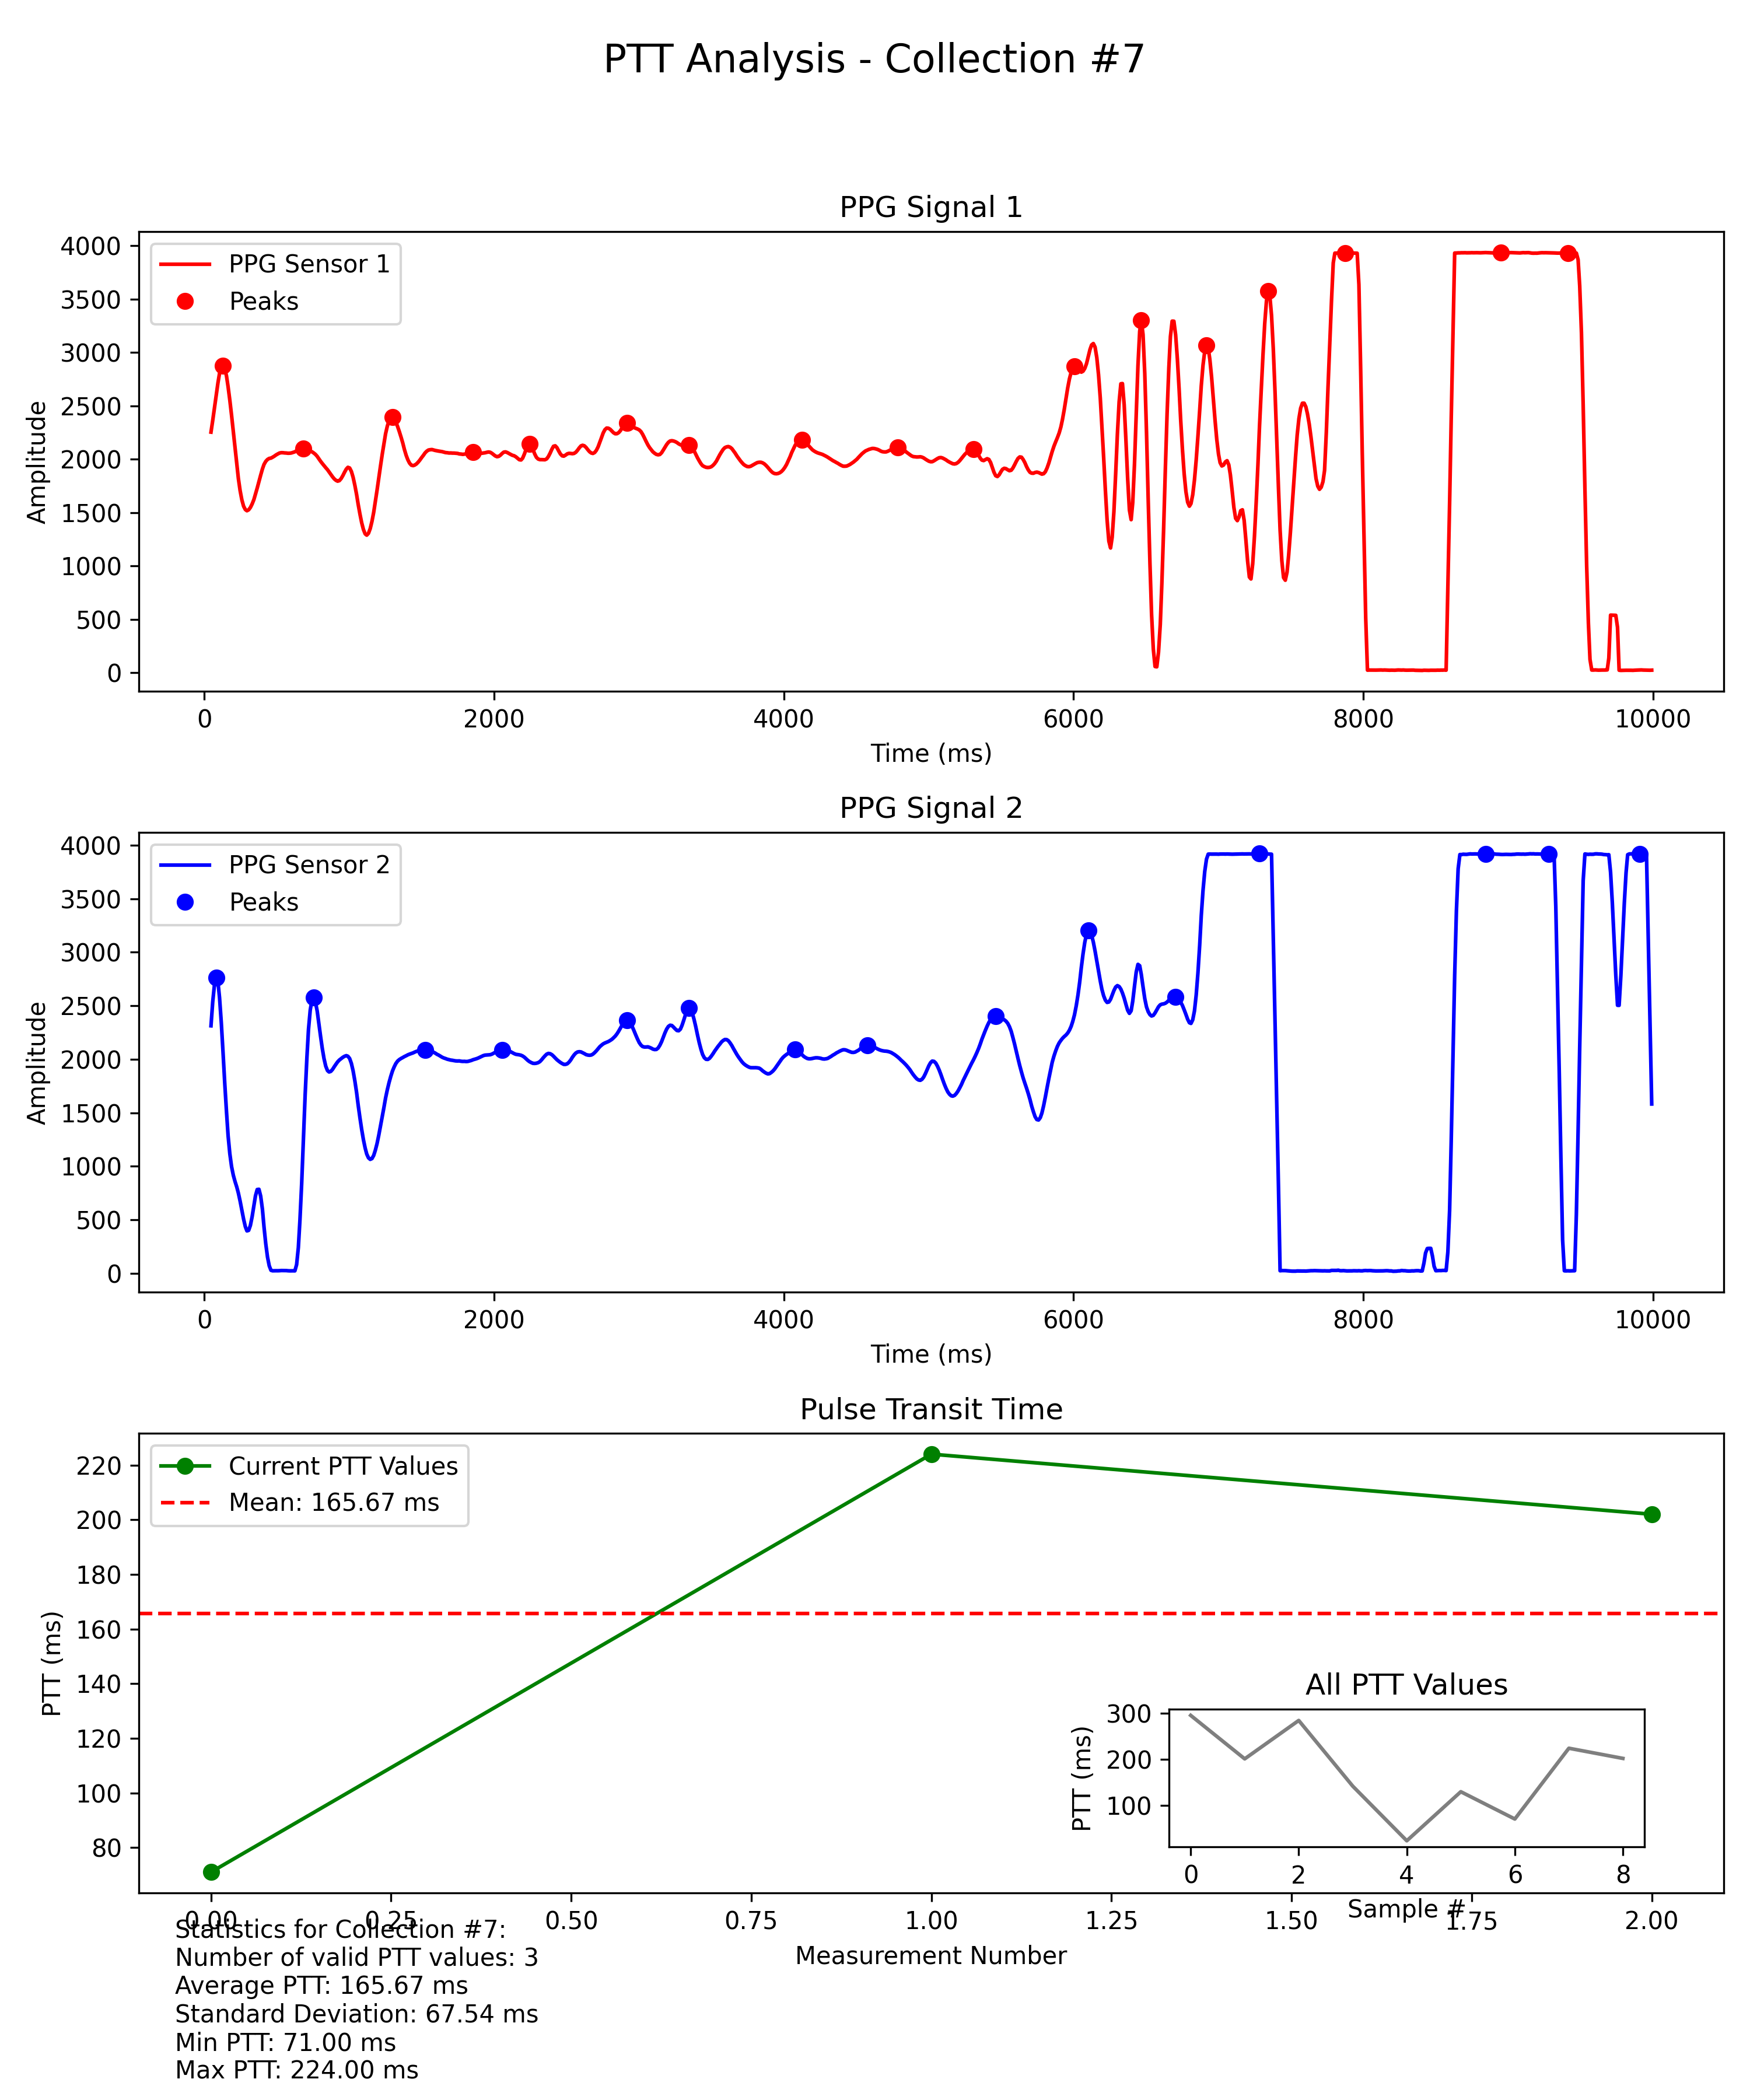 PTT Analysis - Collection #7
PPG Signal 1
PPG Sensor 1
Peaks
Amplitude
4000
3500
3000
2500
2000
1500
1000
500
0
0 2000 4000 6000 8000 10000
Time (ms)
PPG Signal 2
PPG Sensor 2
Peaks
Amplitude
4000
3500
3000
2500
2000
1500
1000
500
0
0 2000 4000 6000 8000 10000
Time (ms)
Pulse Transit Time
Current PTT Values
Mean: 165.67 ms
PTT (ms)
220
200
180
160
140
120
100
80
All PTT Values
PTT (ms)
300
200
100
0 2 4 6 8
Sample #
0.00 0.25 0.50 0.75 1.00 1.25 1.50 1.75 2.00
Measurement Number
Statistics for Collection #7:
Number of valid PTT values: 3
Average PTT: 165.67 ms
Standard Deviation: 67.54 ms
Min PTT: 71.00 ms
Max PTT: 224.00 ms